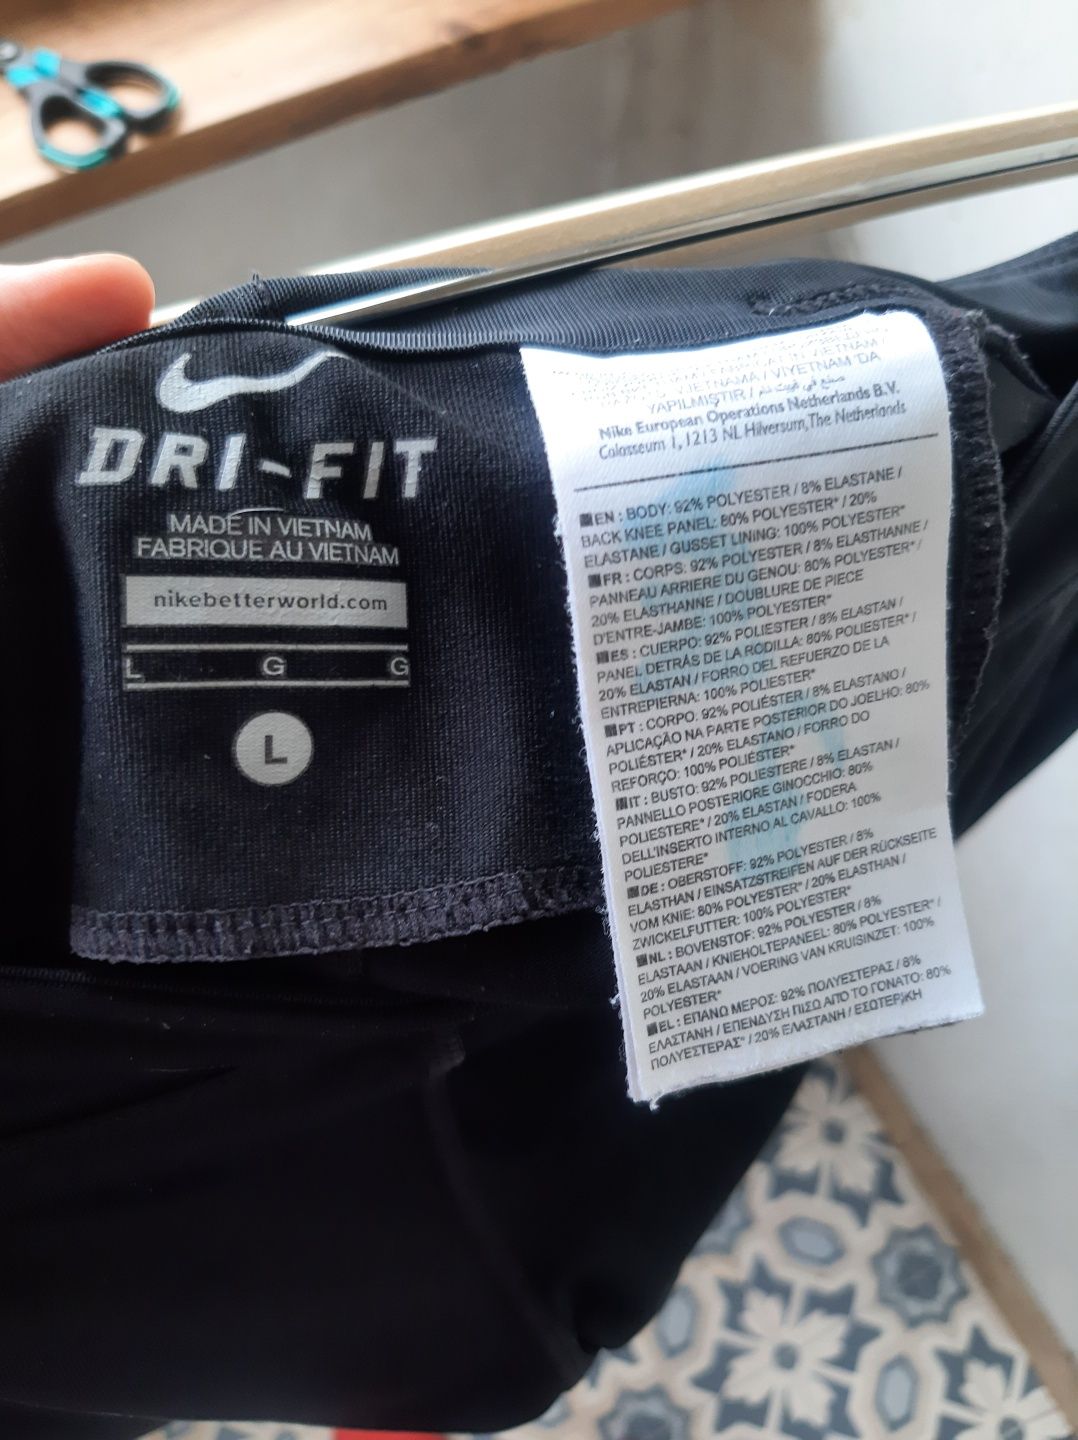 DRI-FIT
MADE IN VIETNAM
FABRIQUE AU VIETNAM
nikebetterworld.com
L G G
L
VIETNAMA / VIYETNAM 'DA
YAPILMIŞTIR / صنع في فيتنام
Nike European Operations Netherlands B.V.
Colosseum 1, 1213 NL Hilversum, The Netherlands
EN : BODY: 92% POLYESTER / 8% ELASTANE /
BACK KNEE PANEL: 80% POLYESTER* / 20%
ELASTANE / GUSSET LINING: 100% POLYESTER*
FR : CORPS: 92% POLYESTER / 8% ELASTHANNE /
PANNEAU ARRIERE DU GENOU: 80% POLYESTER* /
20% ELASTHANNE / DOUBLURE DE PIECE
D'ENTRE-JAMBE: 100% POLYESTER*
ES : CUERPO: 92% POLIESTER / 8% ELASTAN /
PANEL DETRÁS DE LA RODILLA: 80% POLIESTER* /
20% ELASTAN / FORRO DEL REFUERZO DE LA
ENTREPIERNA: 100% POLIESTER*
PT : CORPO: 92% POLIÉSTER / 8% ELASTANO /
APLICAÇÃO NA PARTE POSTERIOR DO JOELHO: 80%
POLIÉSTER* / 20% ELASTANO / FORRO DO
REFORÇO: 100% POLIÉSTER*
IT : BUSTO: 92% POLIESTERE / 8% ELASTAN /
PANNELLO POSTERIORE GINOCCHIO: 80%
POLIESTERE* / 20% ELASTAN / FODERA
DELL'INSERTO INTERNO AL CAVALLO: 100%
POLIESTERE*
DE : OBERSTOFF: 92% POLYESTER / 8%
ELASTHAN / EINSATZSTREIFEN AUF DER RÜCKSEITE
VOM KNIE: 80% POLYESTER* / 20% ELASTHAN /
ZWICKELFUTTER: 100% POLYESTER*
NL : BOVENSTOF: 92% POLYESTER / 8%
ELASTAAN / KNIEHOLTEPANEEL: 80% POLYESTER* /
20% ELASTAAN / VOERING VAN KRUISINZET: 100%
POLYESTER*
EL : ΕΠΑΝΩ ΜΕΡΟΣ: 92% ΠΟΛΥΕΣΤΕΡΑΣ / 8%
ΕΛΑΣΤΑΝΗ / ΕΠΕΝΔΥΣΗ ΠΙΣΩ ΑΠΟ ΤΟ ΓΟΝΑΤΟ: 80%
ΠΟΛΥΕΣΤΕΡΑΣ* / 20% ΕΛΑΣΤΑΝΗ / ΕΣΩΤΕΡΙΚΗ